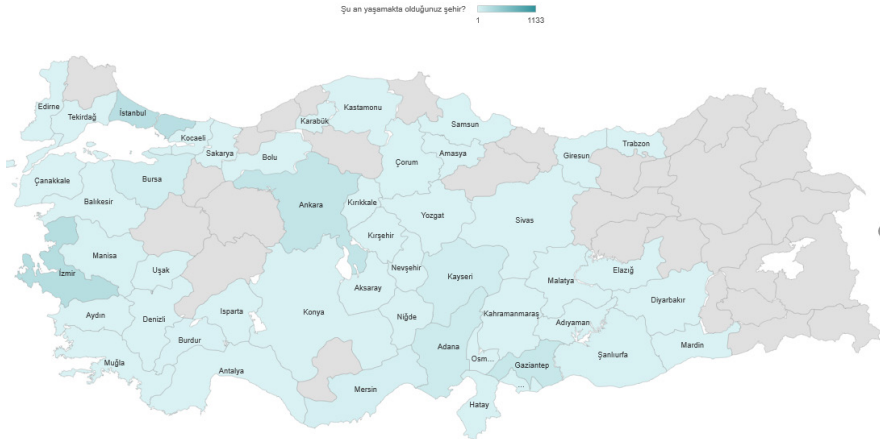 Şu an yaşamakta olduğunuz şehir?
1 1133
Edirne
Tekirdağ
İstanbul
Kocaeli
Sakarya
Bolu
Karabük
Kastamonu
Samsun
Çorum
Amasya
Giresun
Trabzon
Çanakkale
Bursa
Balıkesir
Ankara
Kırıkkale
Yozgat
Sivas
Kırşehir
İzmir
Manisa
Uşak
Nevşehir
Kayseri
Malatya
Elazığ
Aksaray
Diyarbakır
Aydın
Denizli
Isparta
Konya
Niğde
Kahramanmaraş
Adıyaman
Burdur
Adana
Mardin
Muğla
Osm...
Gaziantep
Şanlıurfa
Antalya
Mersin
...
Hatay